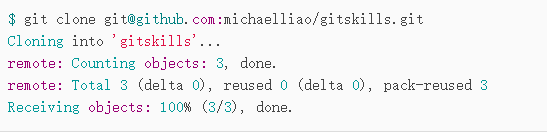 $ git clone git@github.com:michaelliao/gitskills.git
Cloning into 'gitskills'...
remote: Counting objects: 3, done.
remote: Total 3 (delta 0), reused 0 (delta 0), pack-reused 3
Receiving objects: 100% (3/3), done.